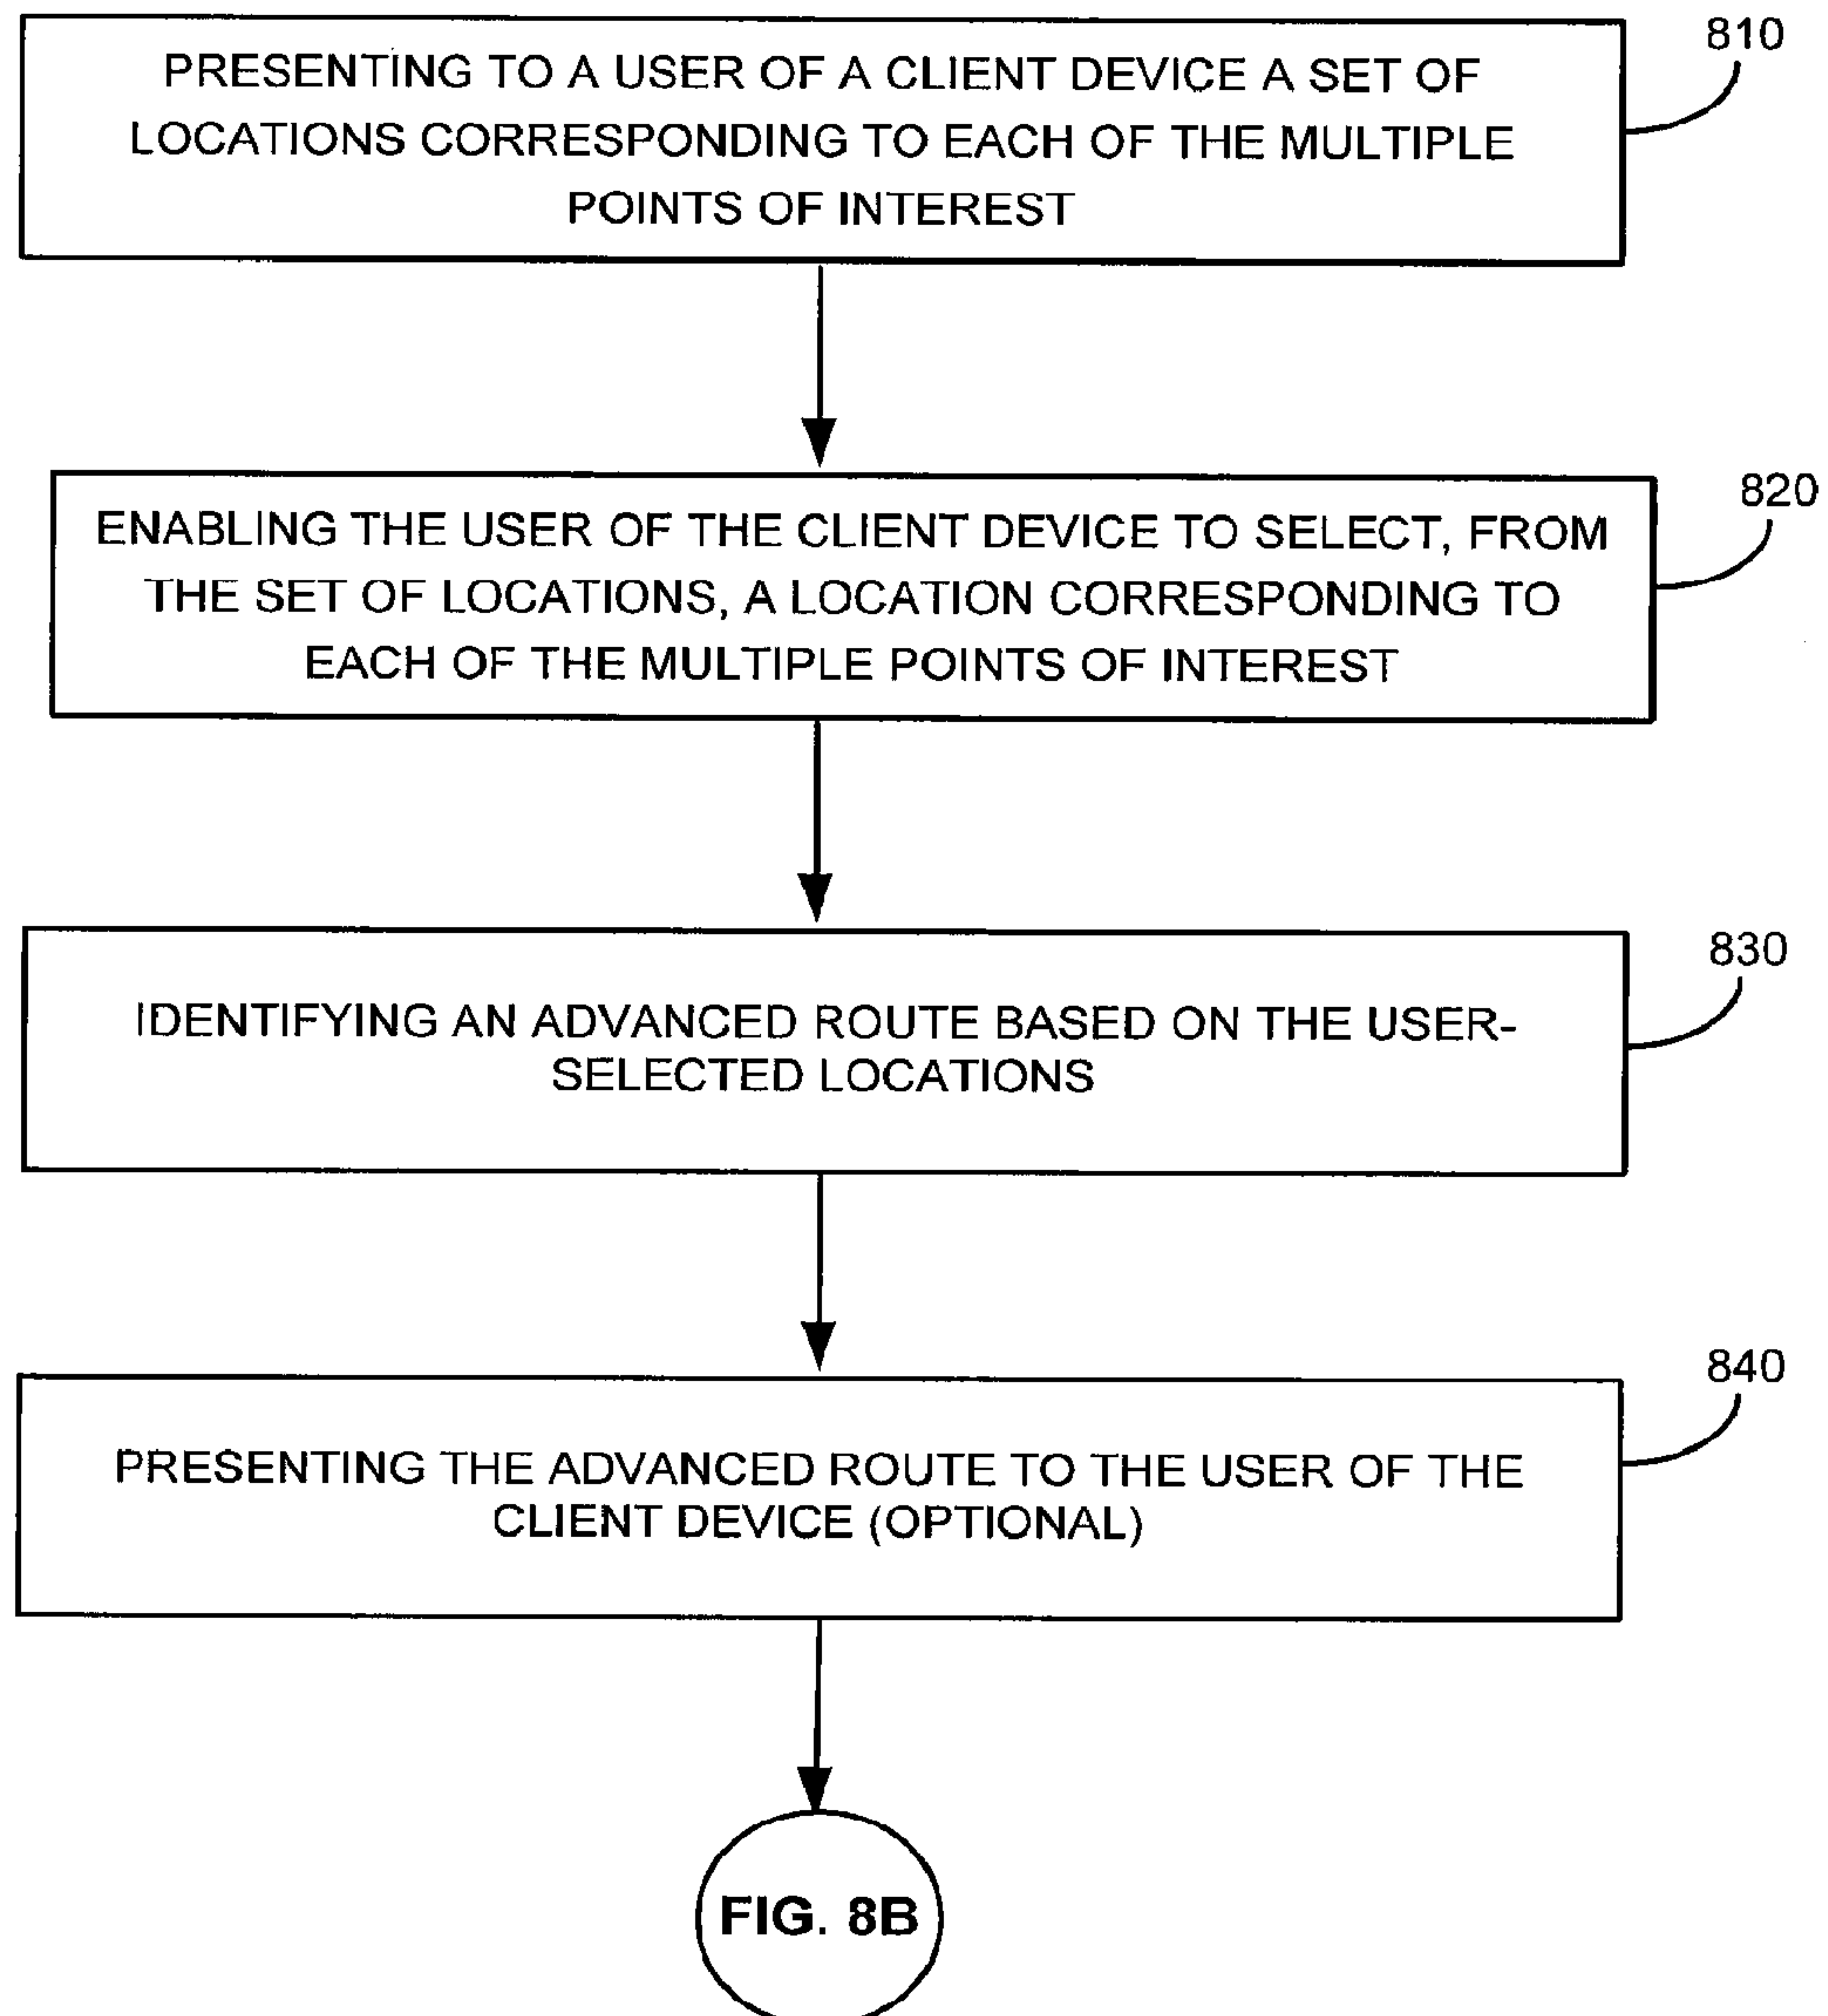 810
PRESENTING TO A USER OF A CLIENT DEVICE A SET OF
LOCATIONS CORRESPONDING TO EACH OF THE MULTIPLE
POINTS OF INTEREST
820
ENABLING THE USER OF THE CLIENT DEVICE TO SELECT, FROM
THE SET OF LOCATIONS, A LOCATION CORRESPONDING TO
EACH OF THE MULTIPLE POINTS OF INTEREST
830
IDENTIFYING AN ADVANCED ROUTE BASED ON THE USER-
SELECTED LOCATIONS
840
PRESENTING THE ADVANCED ROUTE TO THE USER OF THE
CLIENT DEVICE (OPTIONAL)
FIG. 8B